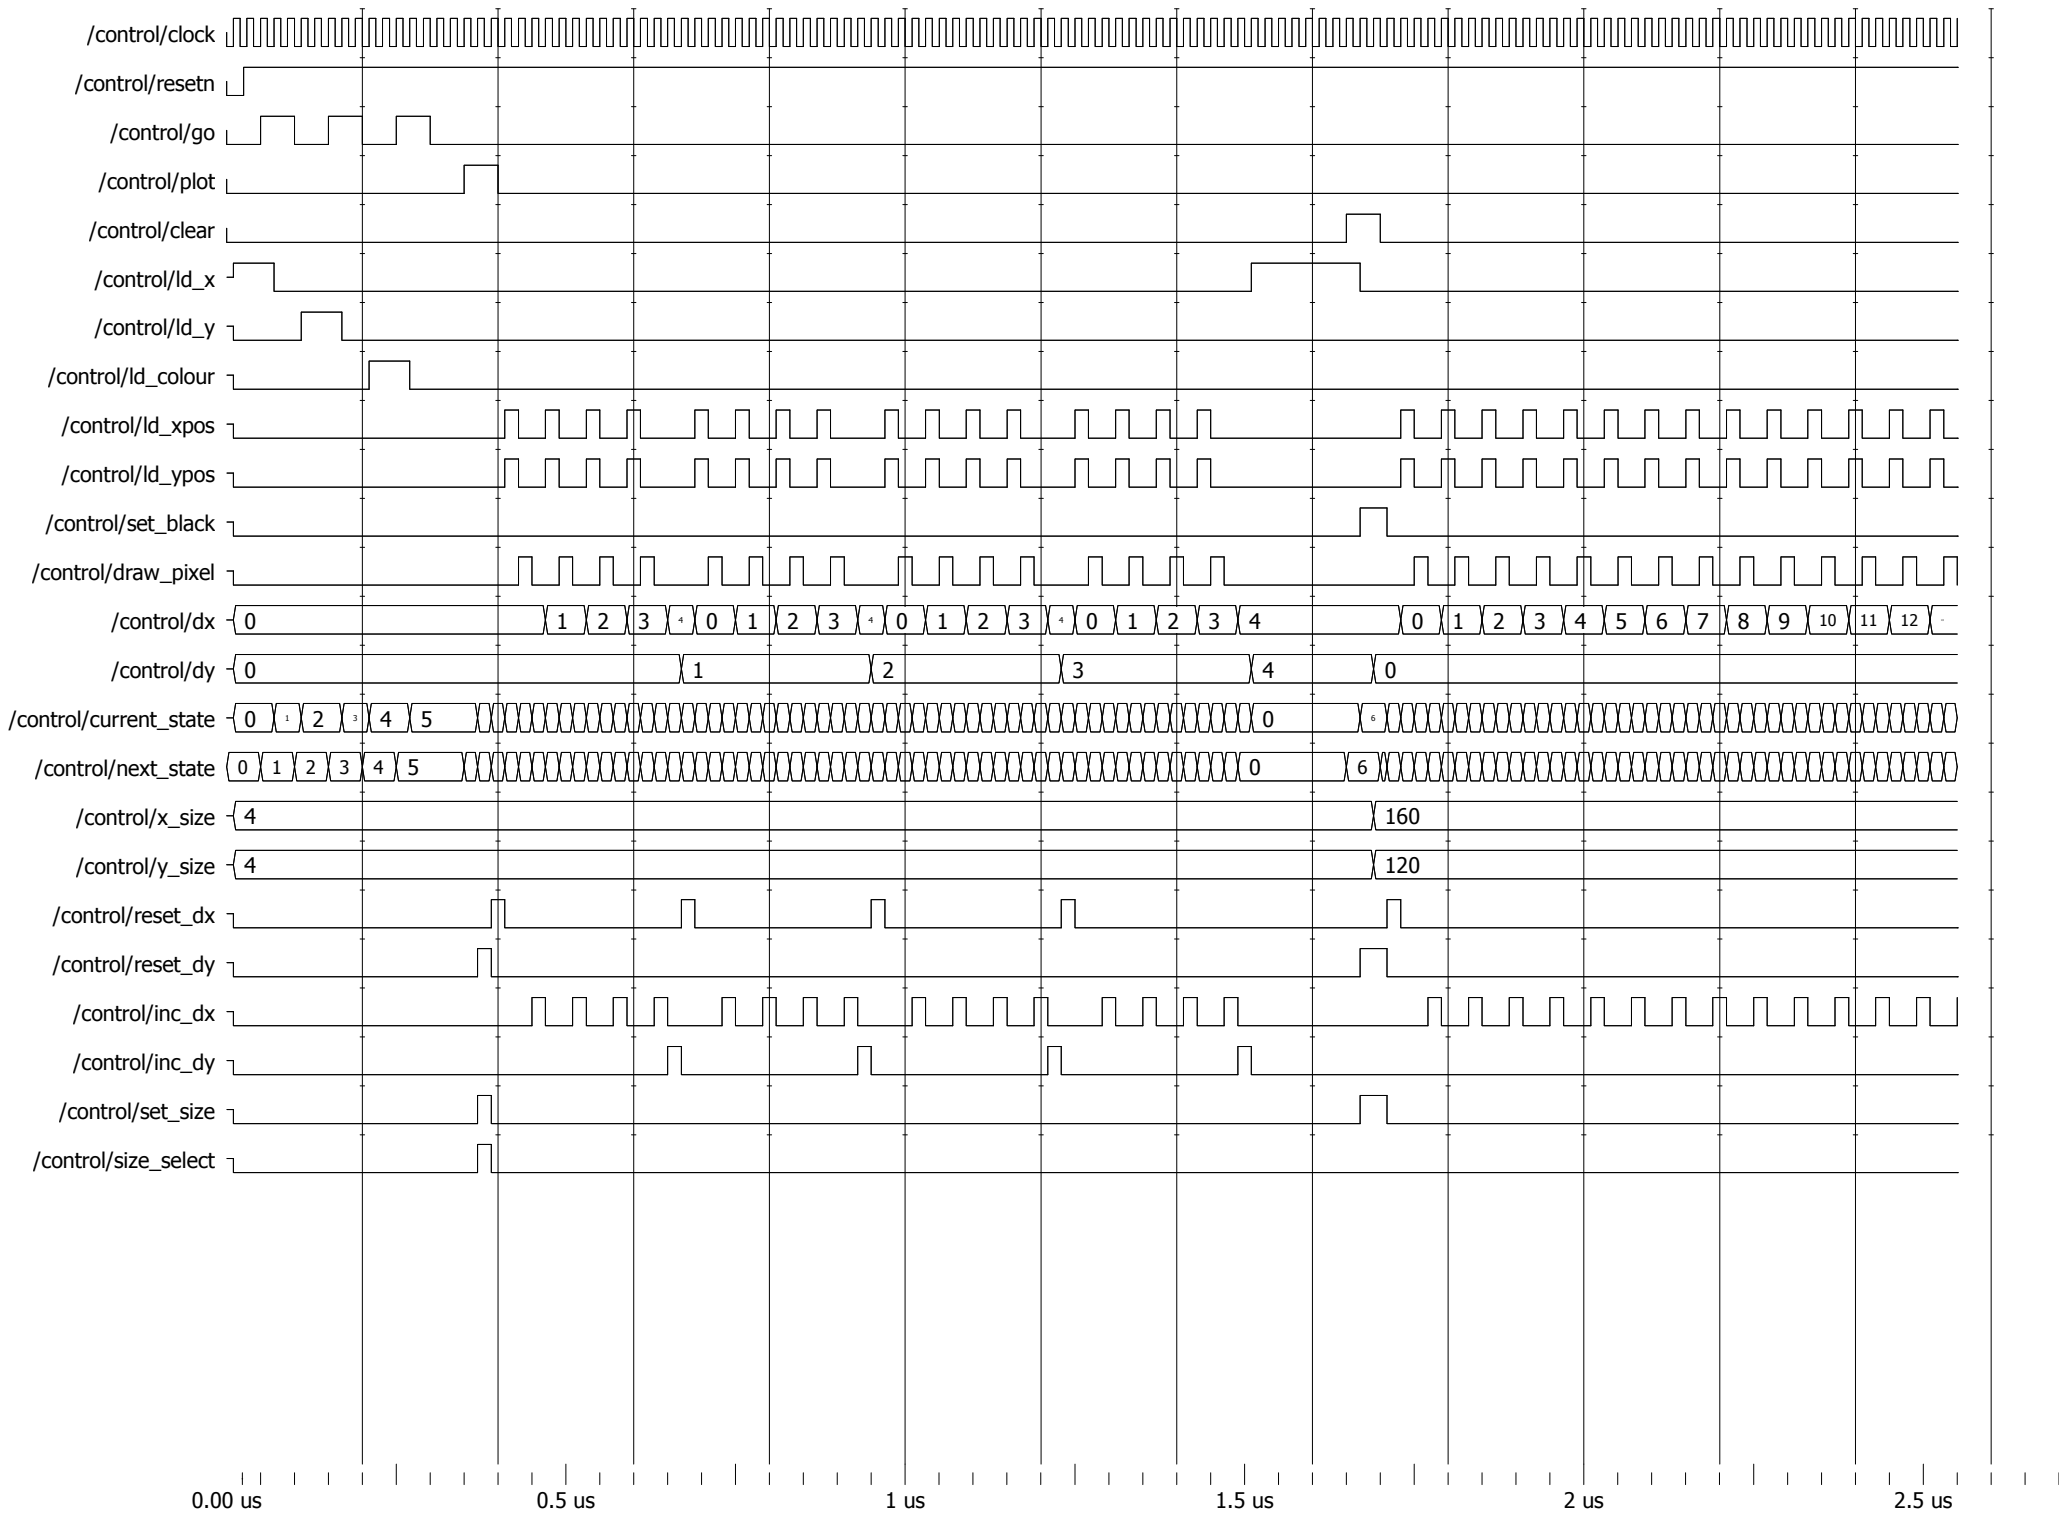 /control/clock
/control/resetn
/control/go
/control/plot
/control/clear
/control/ld_x
/control/ld_y
/control/ld_colour
/control/ld_xpos
/control/ld_ypos
/control/set_black
/control/draw_pixel
/control/dx 0 1 2 3 4 0 1 2 3 4 0 1 2 3 4 0 1 2 3 4 0 1 2 3 4 5 6 7 8 9 10 11 12
/control/dy 0 1 2 3 4 0
/control/current_state 0 1 2 3 4 5 0 6
/control/next_state 0 1 2 3 4 5 0 6
/control/x_size 4 160
/control/y_size 4 120
/control/reset_dx
/control/reset_dy
/control/inc_dx
/control/inc_dy
/control/set_size
/control/size_select
0.00 us 0.5 us 1 us 1.5 us 2 us 2.5 us